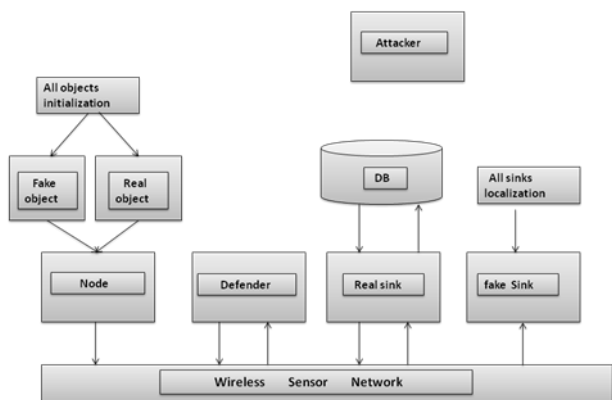 Attacker
All objects
initialization
Fake
object
Real
object
DB
All sinks
localization
Node
Defender
Real sink
fake Sink
Wireless Sensor Network